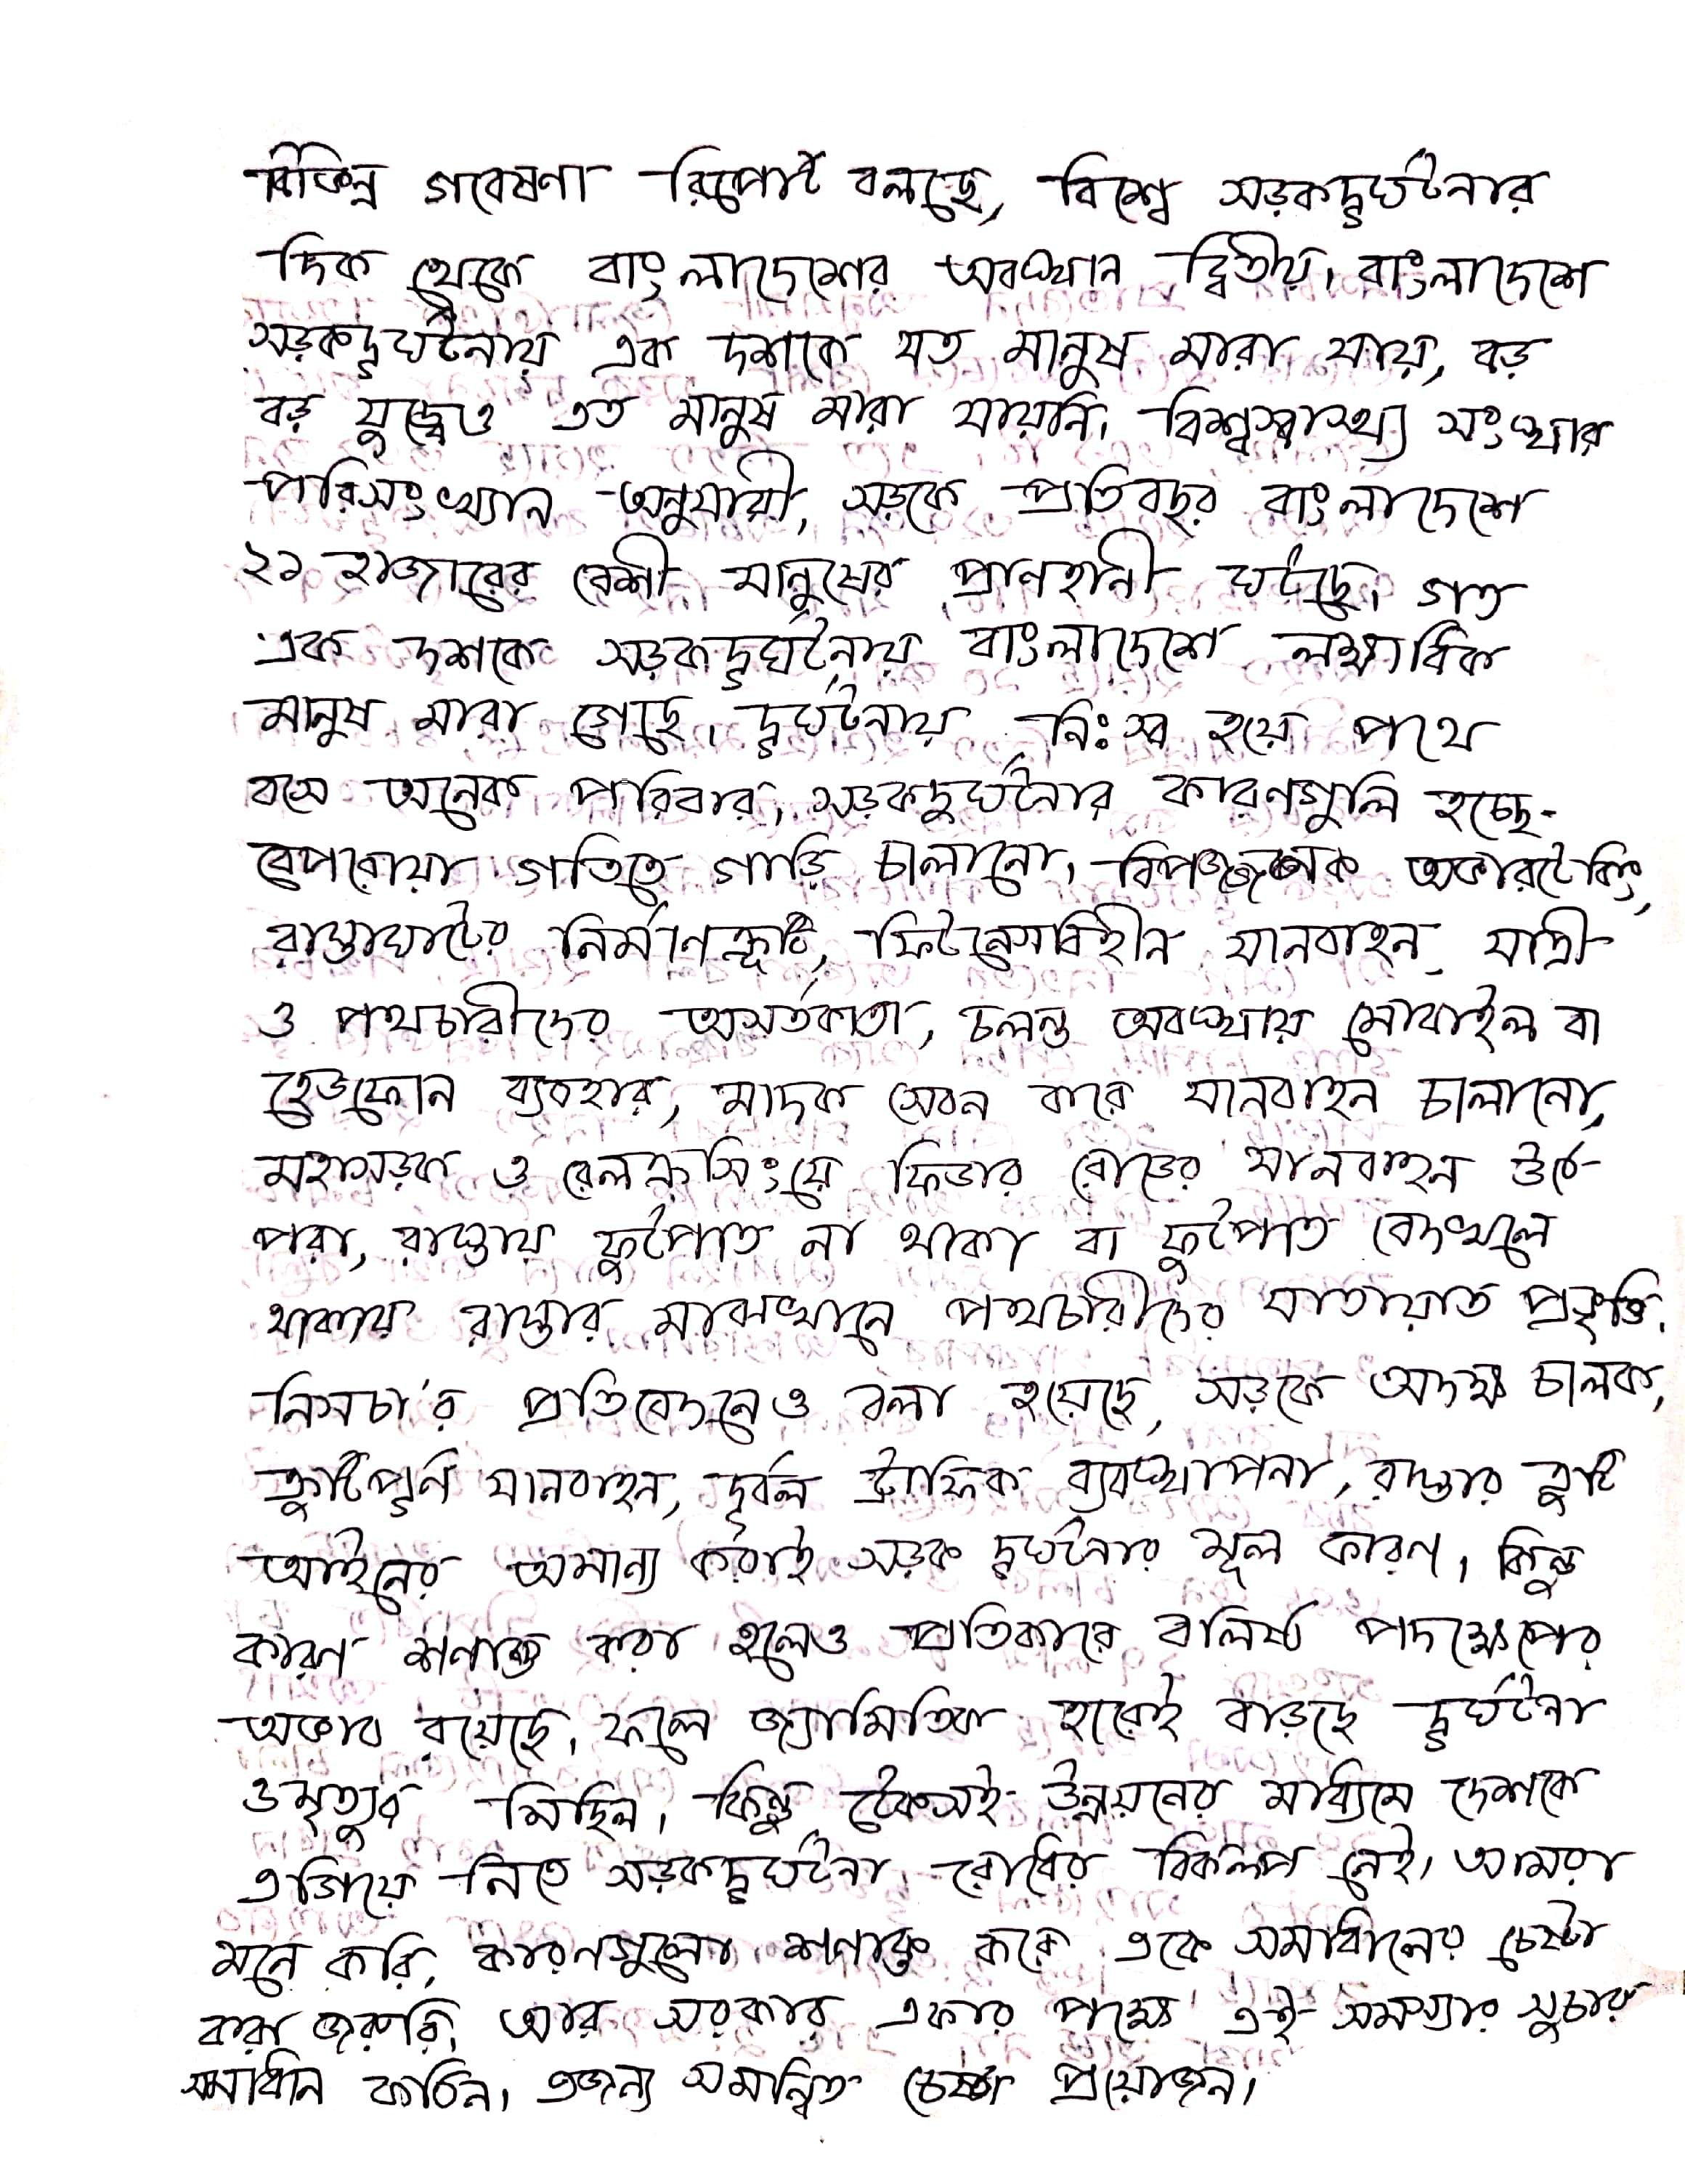 বিভিন্ন গবেষণা রিপোর্ট বলছে, বিশ্বে সড়কদুর্ঘটনার
দিক থেকে বাংলাদেশের অবস্থান দ্বিতীয়। বাংলাদেশে
সড়কদুর্ঘটনায় এক দশকে যত মানুষ মারা যায়, বড়
বড় যুদ্ধেও তত মানুষ মারা যায়নি। বিশ্বস্বাস্থ্য সংস্থার
পরিসংখ্যান অনুযায়ী, সড়কে প্রতিবছর বাংলাদেশে
২১ হাজারের বেশী মানুষের প্রাণহানী ঘটছে। গত
এক দশকে সড়কদুর্ঘটনায় বাংলাদেশে লক্ষাধিক
মানুষ মারা গেছে। দুর্ঘটনায় নিঃস্ব হয়ে পথে
বসে অনেক পরিবার। সড়কদুর্ঘটনার কারণগুলি হচ্ছে-
বেপরোয়া গতিতে গাড়ি চালানো, বিপজ্জনক অভারটেকিং,
রাস্তাঘাটের নির্মাণত্রুটি, ফিটনেসবিহীন যানবাহন, যাত্রী
ও পথচারীদের অসর্তকতা, চলন্ত অবস্থায় মোবাইল বা
হেডফোন ব্যবহার, মাদক সেবন করে যানবাহন চালানো,
মহাসড়ক ও রেলক্রসিংয়ে ফিডার রোডের যানবাহন উঠে-
পরা, রাস্তায় ফুটপাত না থাকা বা ফুটপাত বেদখলে
থাকায় রাস্তার মাঝখানে পথচারীদের যাতায়াত প্রভৃত্তি।
নিসচা'র প্রতিবেদনেও বলা হয়েছে, সড়কে অদক্ষ চালক,
ত্রুটিপূর্ণ যানবাহন, দূর্বল ট্রাফিক ব্যবস্থাপনা, রাস্তার ত্রুটি
আইনের অমান্য করাই সড়ক দুর্ঘটনার মূল কারণ। কিন্তু
কারণ শণাক্ত করা হলেও প্রতিকারে বলিষ্ট পদক্ষেপের
অভাব রয়েছে। ফলে জ্যামিতিক হারেই বাড়ছে দুর্ঘটনা
ও মৃত্যুর মিছিল। কিন্তু টেকসই উন্নয়নের মাধ্যমে দেশকে
এগিয়ে নিতে সড়কদুর্ঘটনা রোধের বিকল্প নেই। আমরা
মনে করি, কারণগুলো শণাক্ত করে একে সমাধানের চেষ্টা
করা জরুরি। আর সরকার একার পক্ষে এই সমস্যার সুচার
সমাধান কঠিন। এজন্য সমান্বিত চেষ্টা প্রয়োজন।